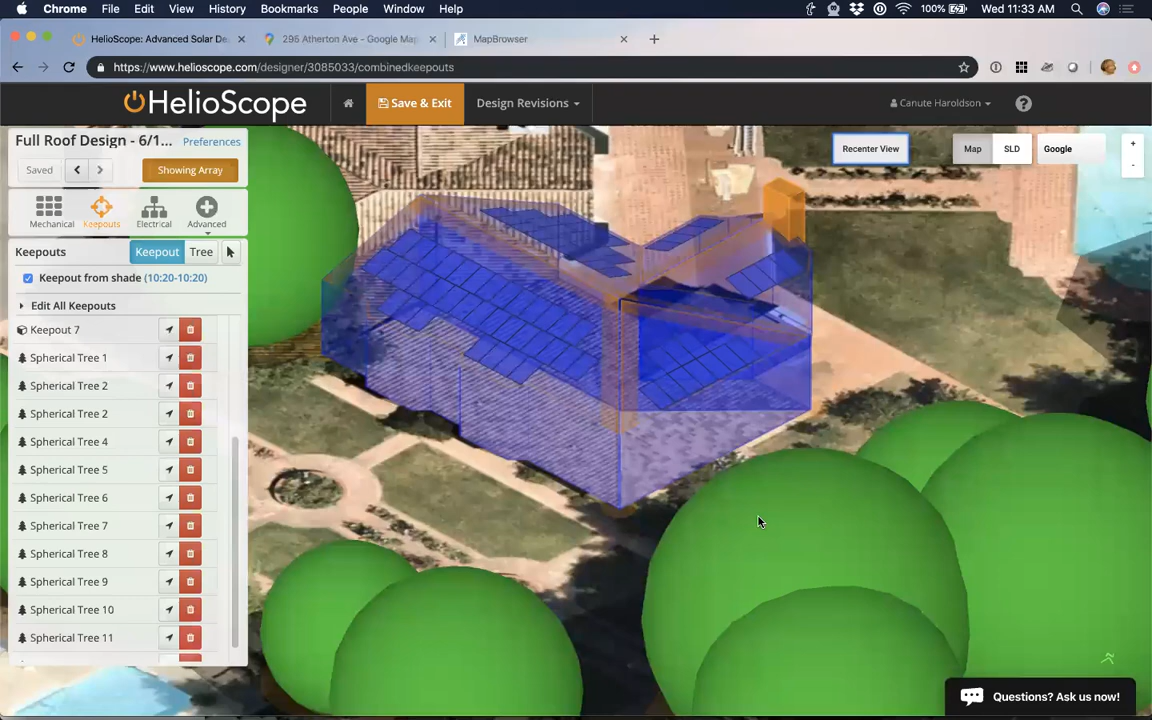 Chrome File Edit View History Bookmarks People Window Help 100% Wed 11:33 AM
HelioScope: Advanced Solar De 296 Atherton Ave - Google Ma MapBrowser
https://www.helioscope.com/designer/3085033/combinedkeepouts
HelioScope Save & Exit Design Revisions Canute Haroldson
Full Roof Design - 6/1... Preferences
Recenter View Map SLD Google + -
Saved Showing Array
Mechanical Keepouts Electrical Advanced
Keepouts Keepout Tree
Keepout from shade (10:20-10:20)
Edit All Keepouts
Keepout 7
Spherical Tree 1
Spherical Tree 2
Spherical Tree 2
Spherical Tree 4
Spherical Tree 5
Spherical Tree 6
Spherical Tree 7
Spherical Tree 8
Spherical Tree 9
Spherical Tree 10
Spherical Tree 11
Questions? Ask us now!